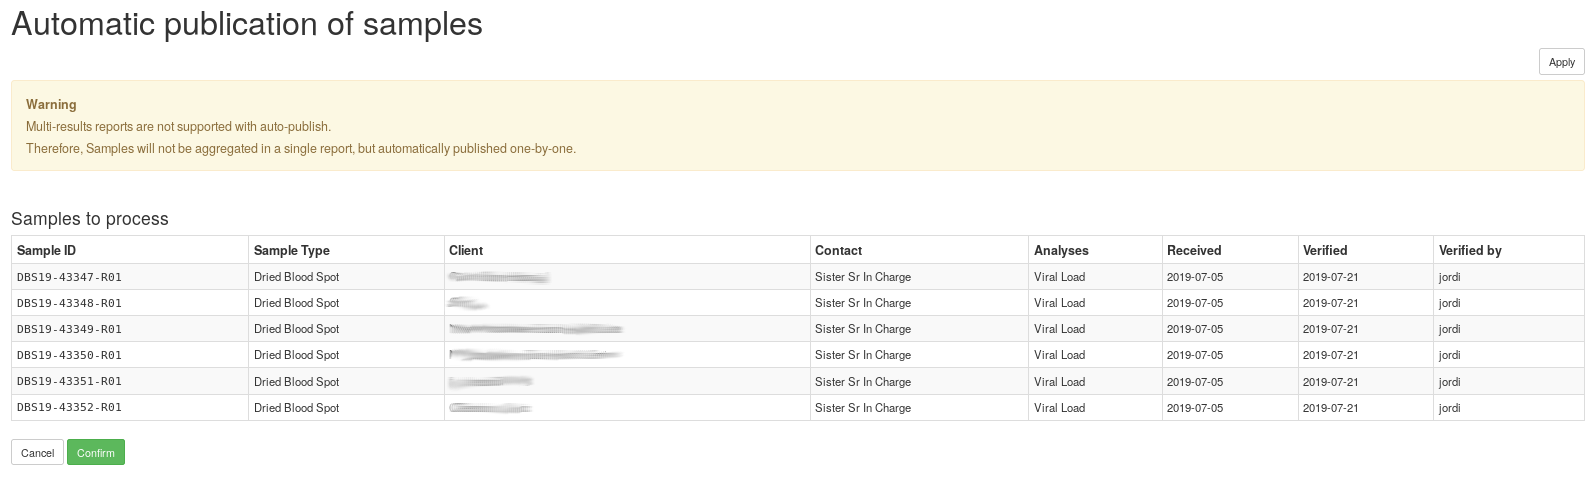 Automatic publication of samples
Apply
Warning
Multi-results reports are not supported with auto-publish.
Therefore, Samples will not be aggregated in a single report, but automatically published one-by-one.
Samples to process
Sample ID Sample Type Client Contact Analyses Received Verified Verified by
DBS19-43347-R01 Dried Blood Spot Sister Sr In Charge Viral Load 2019-07-05 2019-07-21 jordi
DBS19-43348-R01 Dried Blood Spot Sister Sr In Charge Viral Load 2019-07-05 2019-07-21 jordi
DBS19-43349-R01 Dried Blood Spot Sister Sr In Charge Viral Load 2019-07-05 2019-07-21 jordi
DBS19-43350-R01 Dried Blood Spot Sister Sr In Charge Viral Load 2019-07-05 2019-07-21 jordi
DBS19-43351-R01 Dried Blood Spot Sister Sr In Charge Viral Load 2019-07-05 2019-07-21 jordi
DBS19-43352-R01 Dried Blood Spot Sister Sr In Charge Viral Load 2019-07-05 2019-07-21 jordi
Cancel Confirm